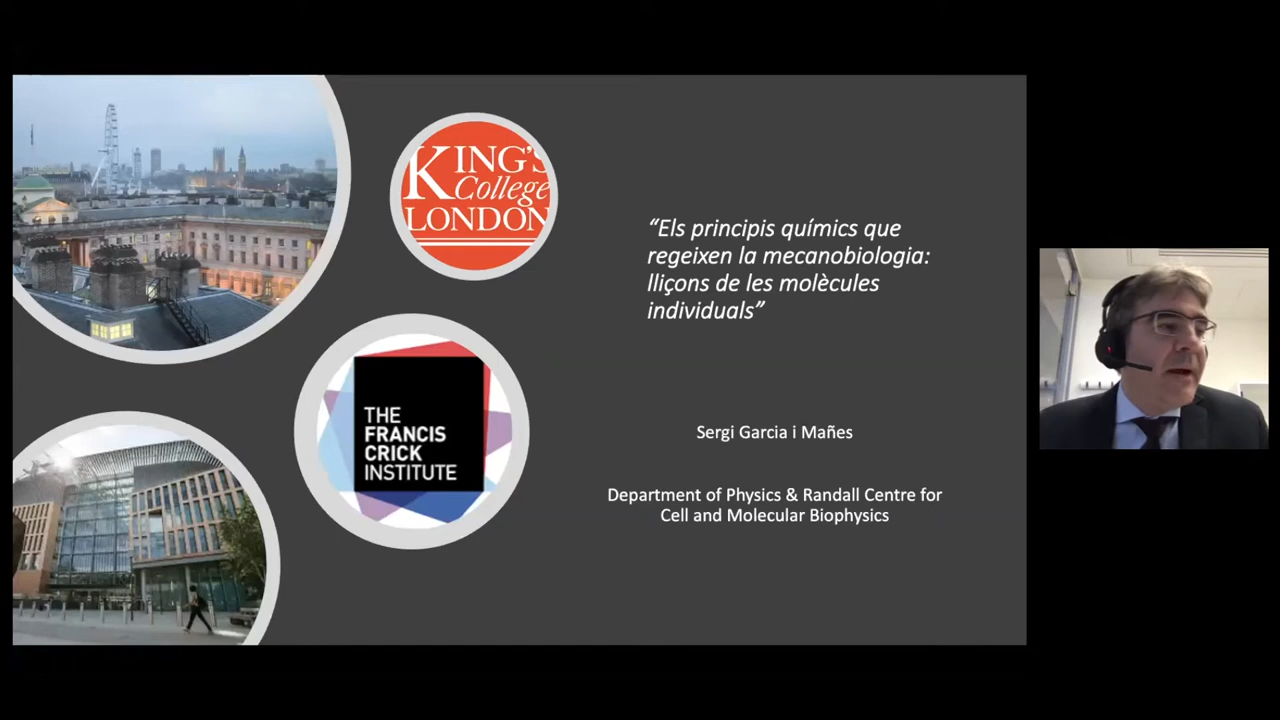 KING'S
College
LONDON
“Els principis químics que
regeixen la mecanobiologia:
lliçons de les molècules
individuals”
THE
FRANCIS
CRICK
INSTITUTE
Sergi Garcia i Mañes
Department of Physics & Randall Centre for
Cell and Molecular Biophysics